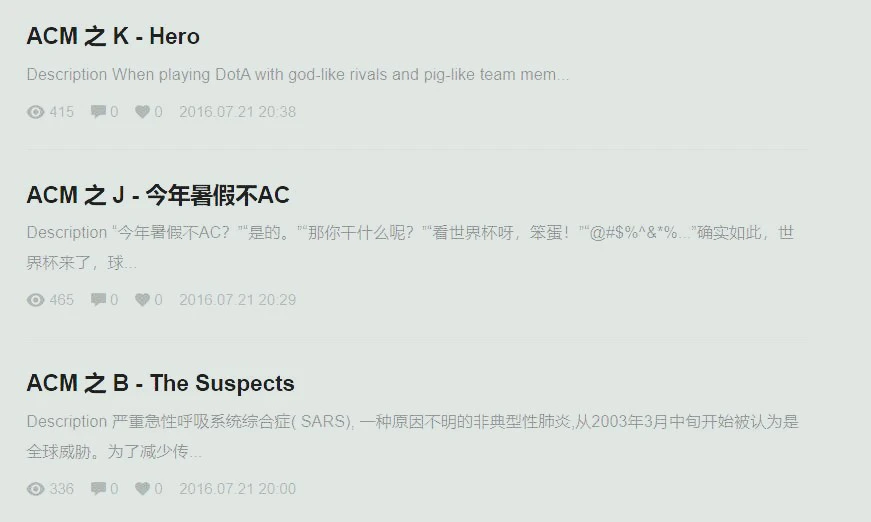 ACM 之 K - Hero
Description When playing DotA with god-like rivals and pig-like team mem...
415 0 0 2016.07.21 20:38
ACM 之 J - 今年暑假不AC
Description “今年暑假不AC？”“是的。”“那你干什么呢？”“看世界杯呀，笨蛋！”“@#$%^&*%...”确实如此，世
界杯来了，球...
465 0 0 2016.07.21 20:29
ACM 之 B - The Suspects
Description 严重急性呼吸系统综合症( SARS), 一种原因不明的非典型性肺炎,从2003年3月中旬开始被认为是
全球威胁。为了减少传...
336 0 0 2016.07.21 20:00